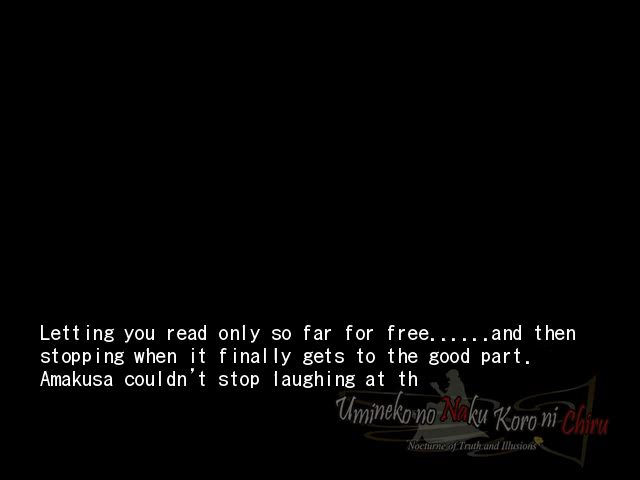 Letting you read only so far for free......and then
stopping when it finally gets to the good part.
Amakusa couldn't stop laughing at th
Umineko no Naku Koro ni Chiru
Nocturne of Truth and Illusions